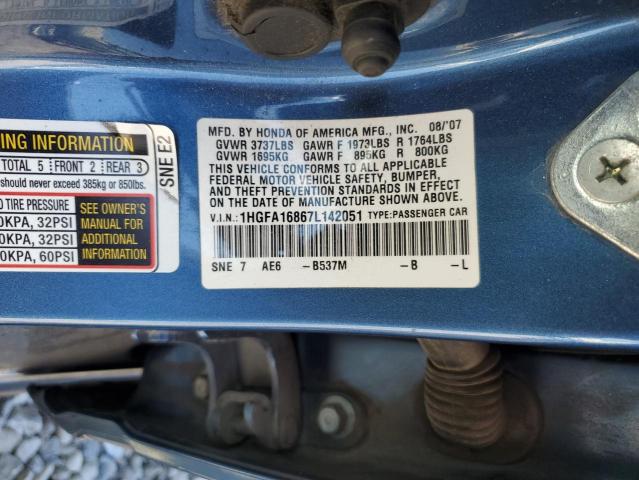 NG INFORMATION
TOTAL 5 FRONT 2 REAR 3
should never exceed 385kg or 850lbs.
TIRE PRESSURE
0KPA, 32PSI
0KPA, 32PSI
0KPA, 60PSI
SEE OWNER'S
MANUAL FOR
ADDITIONAL
INFORMATION
SNE E2
MFD. BY HONDA OF AMERICA MFG., INC. 08/'07
GVWR 3737LBS GAWR F 1973LBS R 1764LBS
GVWR 1695KG GAWR F 895KG R 800KG
THIS VEHICLE CONFORMS TO ALL APPLICABLE
FEDERAL MOTOR VEHICLE SAFETY, BUMPER,
AND THEFT PREVENTION STANDARDS IN EFFECT
ON THE DATE OF MANUFACTURE SHOWN ABOVE.
V.I.N.: 1HGFA16867L142051 TYPE:PASSENGER CAR
SNE 7 AE6 –B537M –B –L